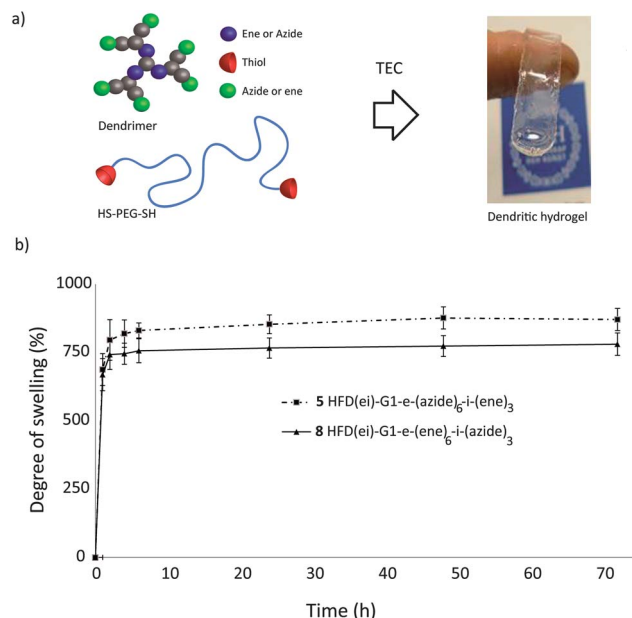 a)
Ene or Azide
Thiol
Azide or ene
Dendrimer
HS-PEG-SH
TEC
Dendritic hydrogel
b)
Degree of swelling (%)
1000
750
500
250
0
5 HFD(ei)-G1-e-(azide)6-i-(ene)3
8 HFD(ei)-G1-e-(ene)6-i-(azide)3
0 10 20 30 40 50 60 70
Time (h)